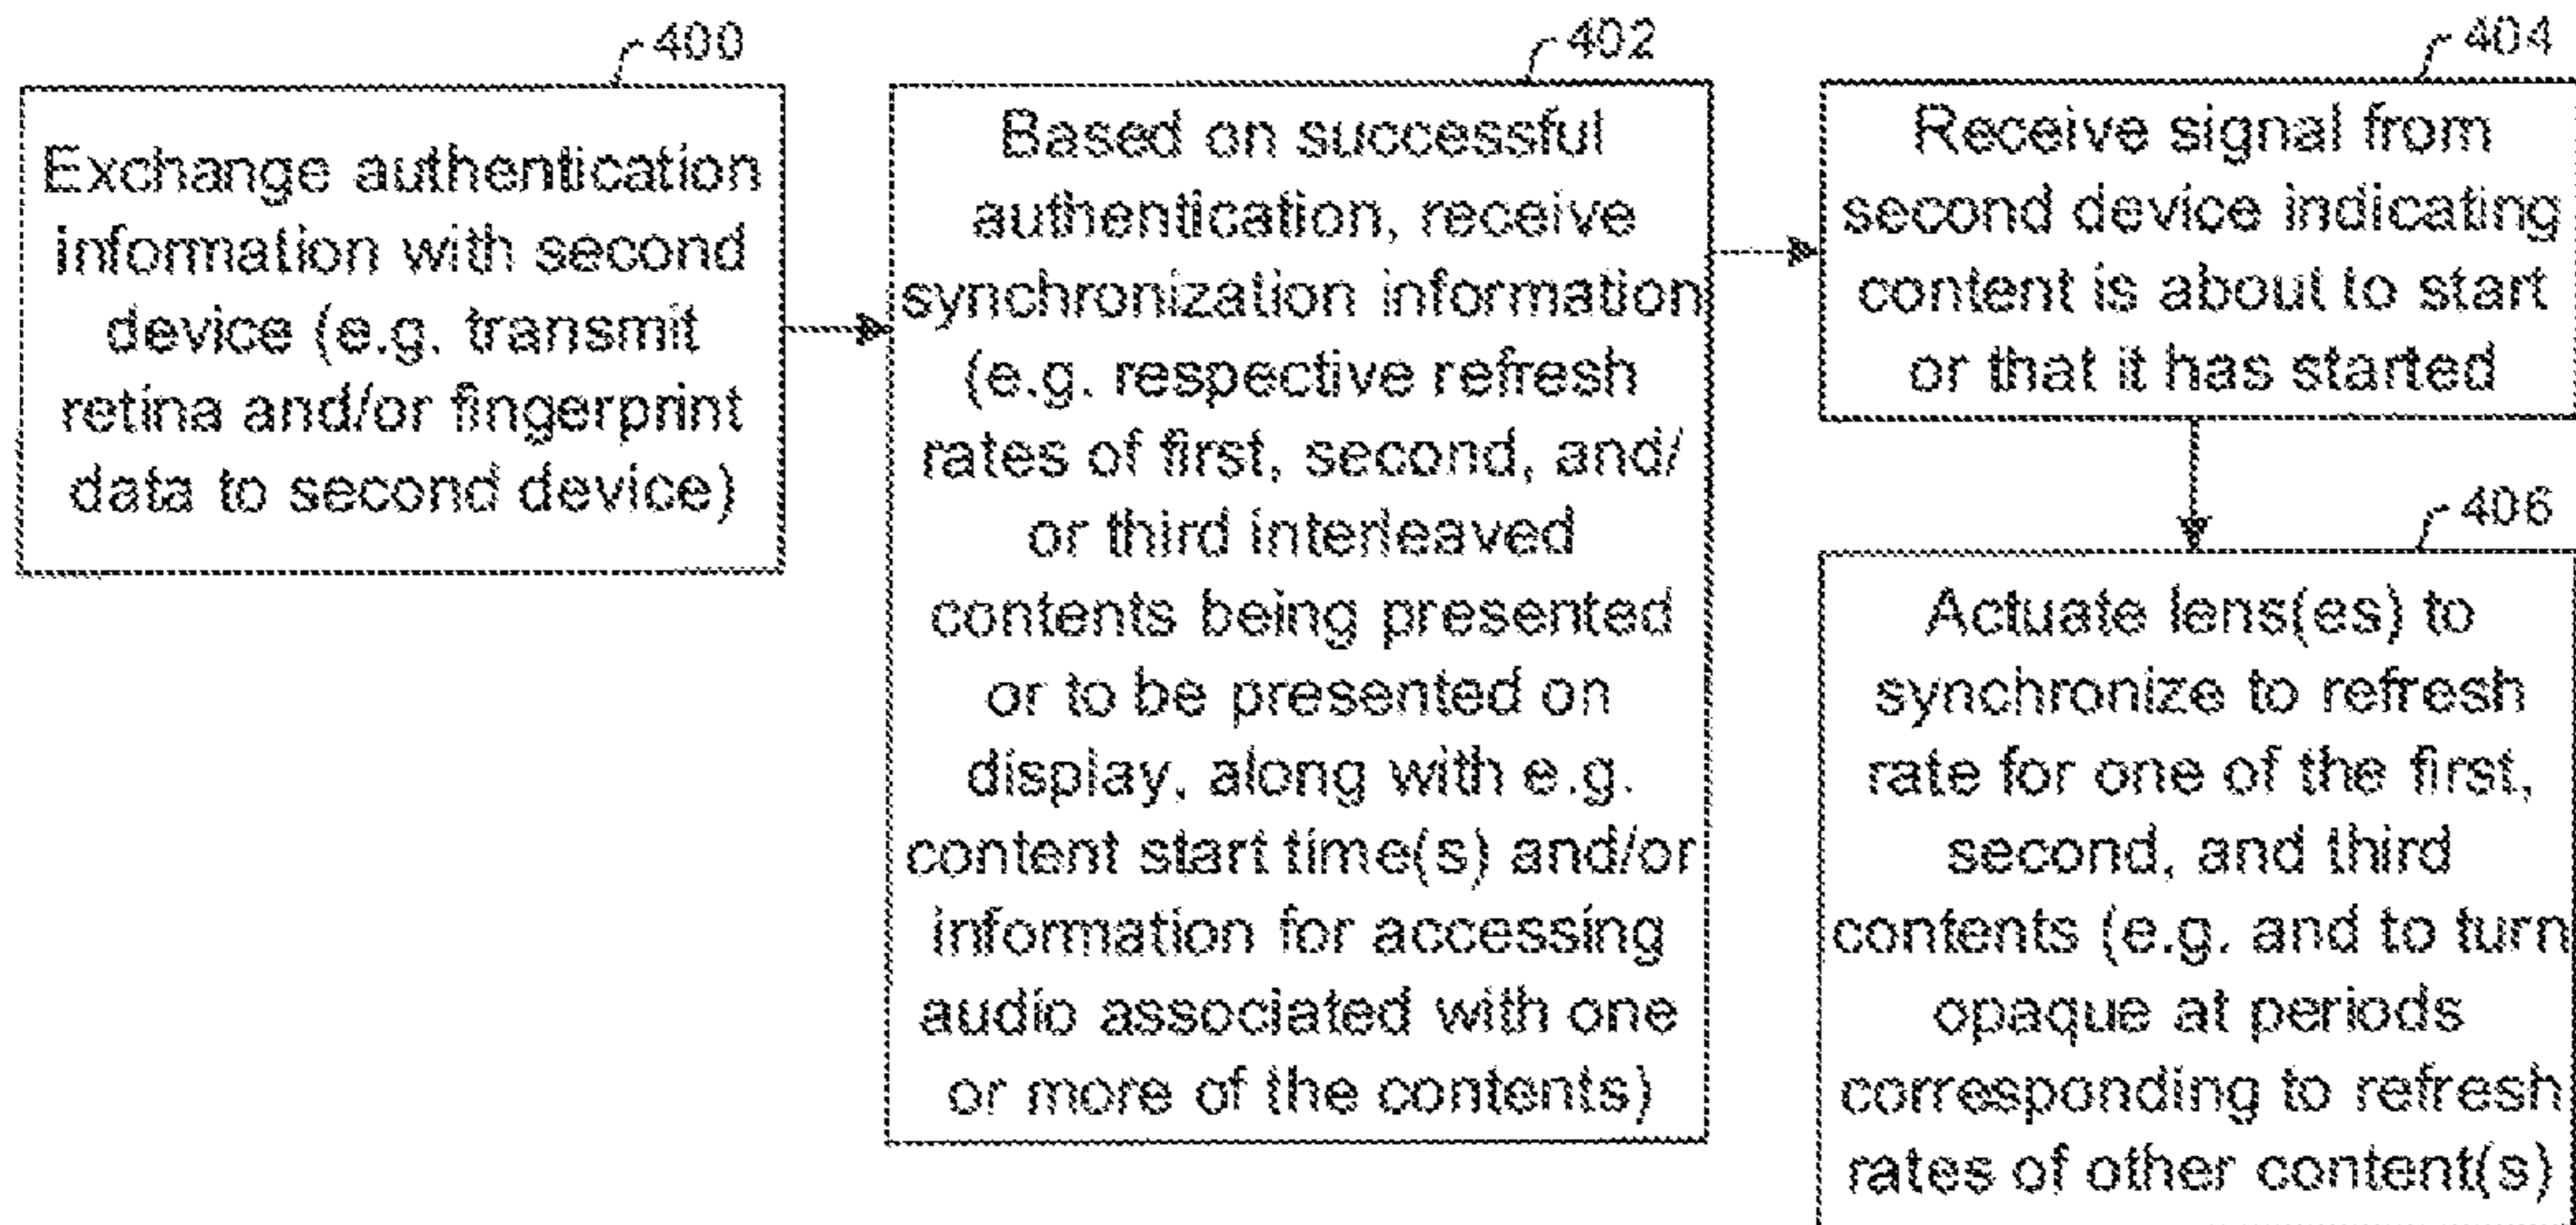 400
Exchange authentication
information with second
device (e.g. transmit
retina and/or fingerprint
data to second device)
402
Based on successful
authentication, receive
synchronization information
(e.g. respective refresh
rates of first, second, and/
or third interleaved
contents being presented
or to be presented on
display, along with e.g.
content start time(s) and/or
information for accessing
audio associated with one
or more of the contents)
404
Receive signal from
second device indicating
content is about to start
or that it has started
406
Actuate lens(es) to
synchronize to refresh
rate for one of the first,
second, and third
contents (e.g. and to turn
opaque at periods
corresponding to refresh
rates of other content(s)